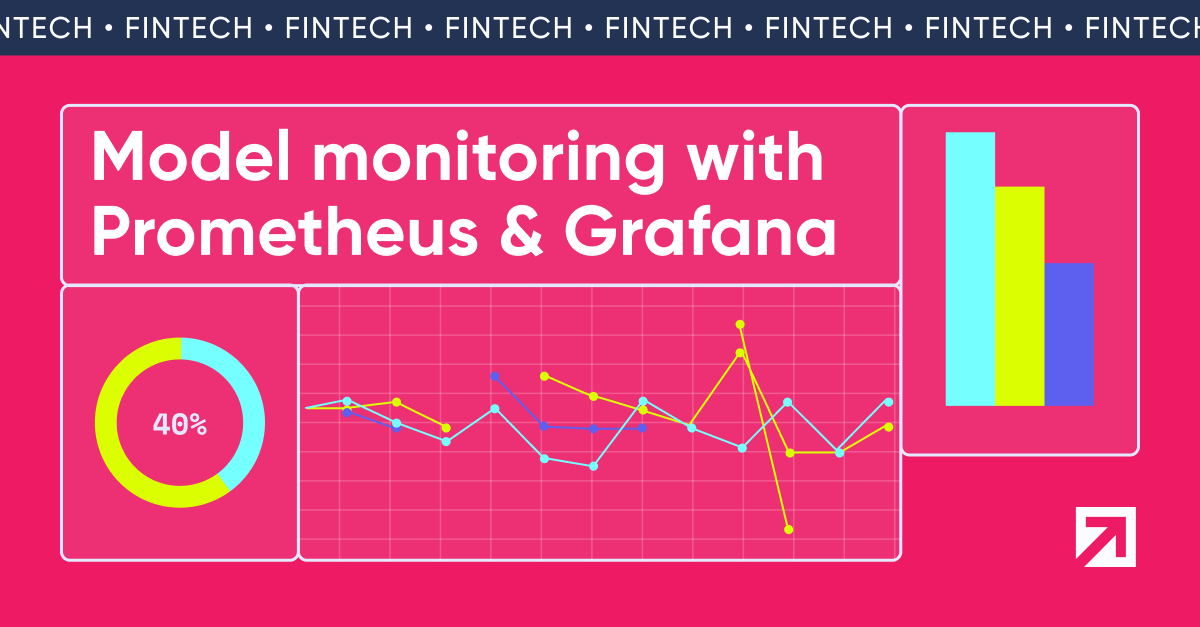 NTECH • FINTECH • FINTECH • FINTECH • FINTECH • FINTECH • FINTECH • FINTECH
Model monitoring with
Prometheus & Grafana
40%